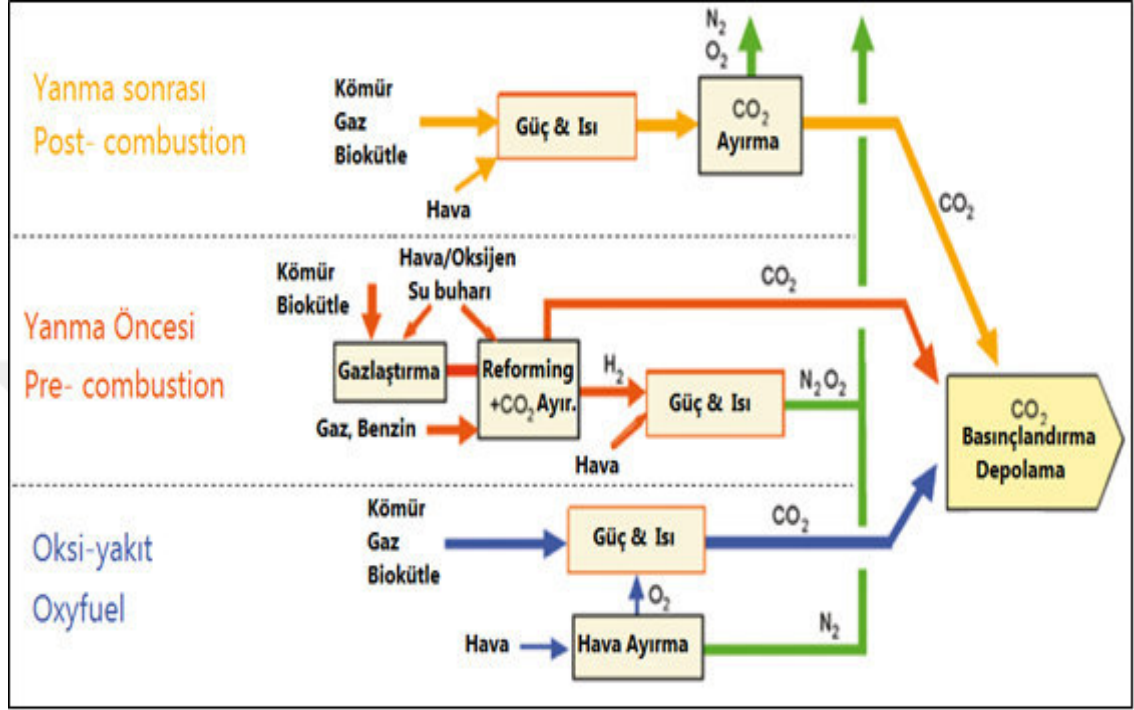 Yanma sonrası
Post- combustion
Kömür
Gaz
Biokütle
Hava
Güç & Isı
N₂
O₂
CO₂
Ayırma
CO₂
Yanma Öncesi
Pre- combustion
Kömür
Biokütle
Hava/Oksijen
Su buharı
Gazlaştırma
Gaz, Benzin
Reforming
+CO₂ Ayır.
H₂
Hava
Güç & Isı
N₂O₂
CO₂
CO₂
Basınçlandırma
Depolama
Oksi-yakıt
Oxyfuel
Kömür
Gaz
Biokütle
Güç & Isı
CO₂
O₂
Hava
Hava Ayırma
N₂